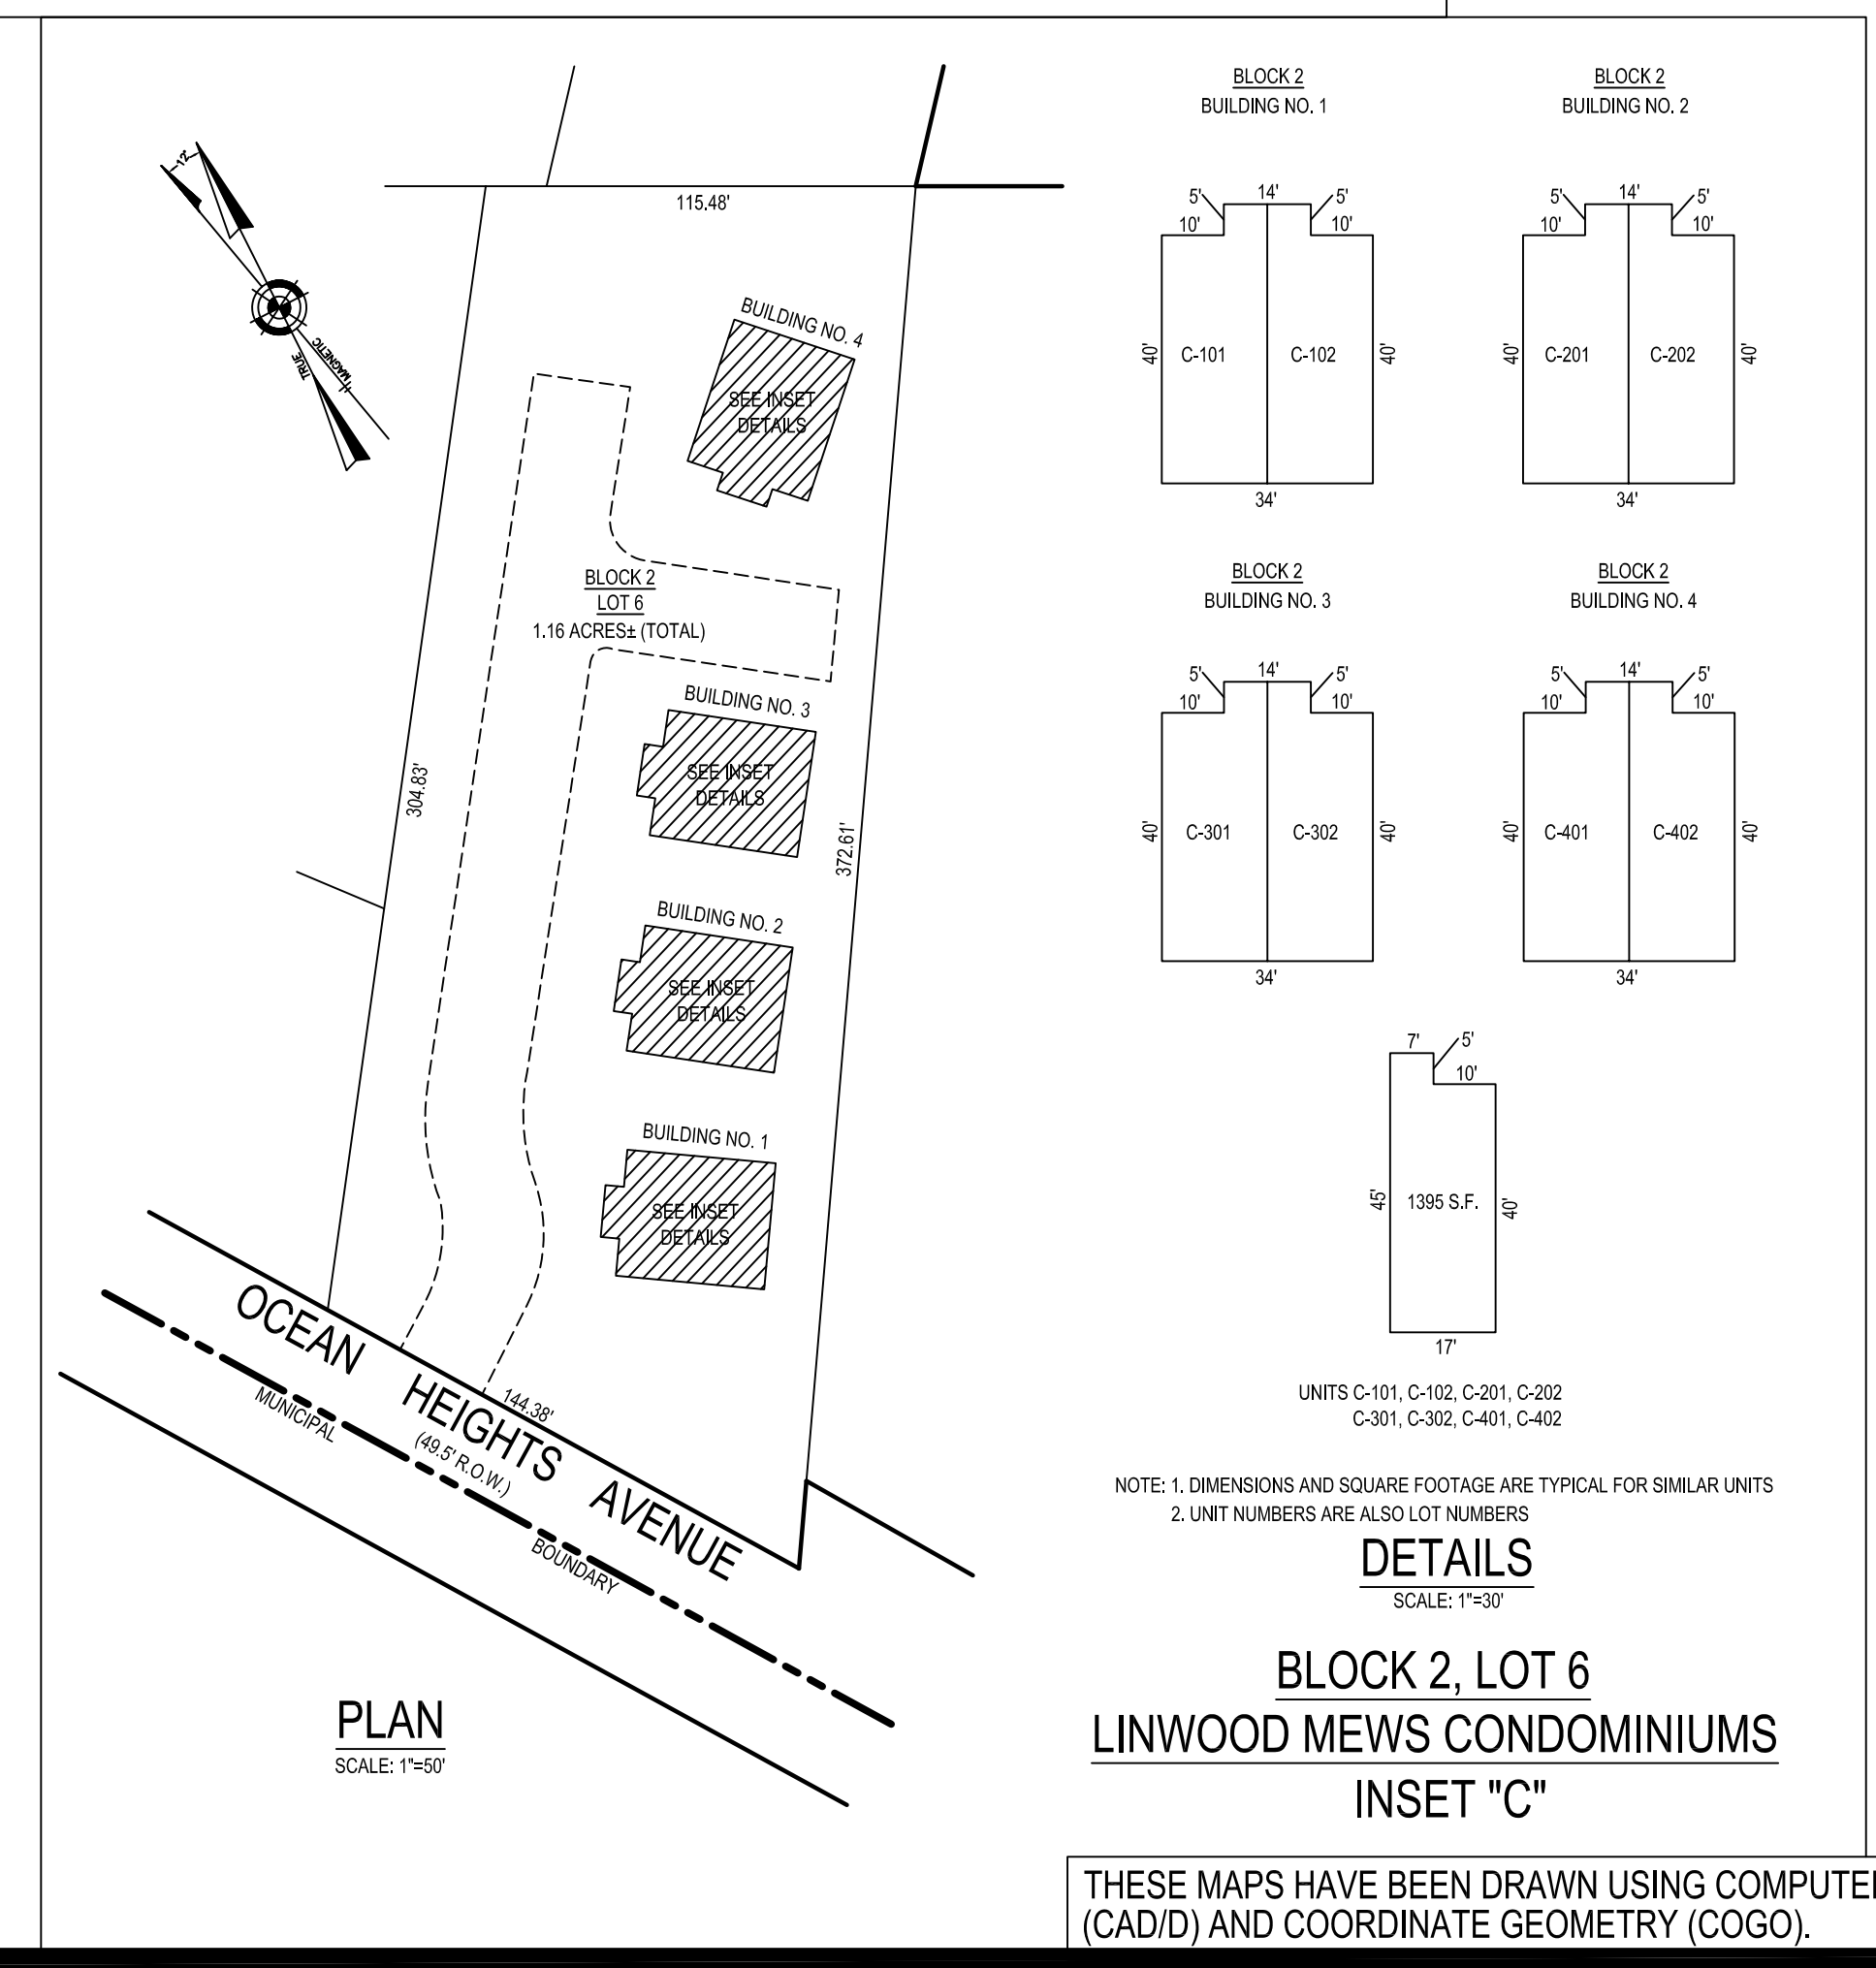 12°
TRUE
MAGNETIC
115.48'
BUILDING NO. 4
SEE INSET
DETAILS
BLOCK 2
LOT 6
1.16 ACRES± (TOTAL)
BUILDING NO. 3
SEE INSET
DETAILS
304.83'
372.61'
BUILDING NO. 2
SEE INSET
DETAILS
BUILDING NO. 1
SEE INSET
DETAILS
OCEAN HEIGHTS AVENUE
144.38'
(49.5' R.O.W.)
MUNICIPAL
BOUNDARY
PLAN
SCALE: 1"=50'
BLOCK 2
BUILDING NO. 1
5' 14' 5'
10' 10'
40' C-101 C-102 40'
34'
BLOCK 2
BUILDING NO. 2
5' 14' 5'
10' 10'
40' C-201 C-202 40'
34'
BLOCK 2
BUILDING NO. 3
5' 14' 5'
10' 10'
40' C-301 C-302 40'
34'
BLOCK 2
BUILDING NO. 4
5' 14' 5'
10' 10'
40' C-401 C-402 40'
34'
7' 5'
10'
45' 1395 S.F. 40'
17'
UNITS C-101, C-102, C-201, C-202
C-301, C-302, C-401, C-402
NOTE: 1. DIMENSIONS AND SQUARE FOOTAGE ARE TYPICAL FOR SIMILAR UNITS
2. UNIT NUMBERS ARE ALSO LOT NUMBERS
DETAILS
SCALE: 1"=30'
BLOCK 2, LOT 6
LINWOOD MEWS CONDOMINIUMS
INSET "C"
THESE MAPS HAVE BEEN DRAWN USING COMPUTE
(CAD/D) AND COORDINATE GEOMETRY (COGO).